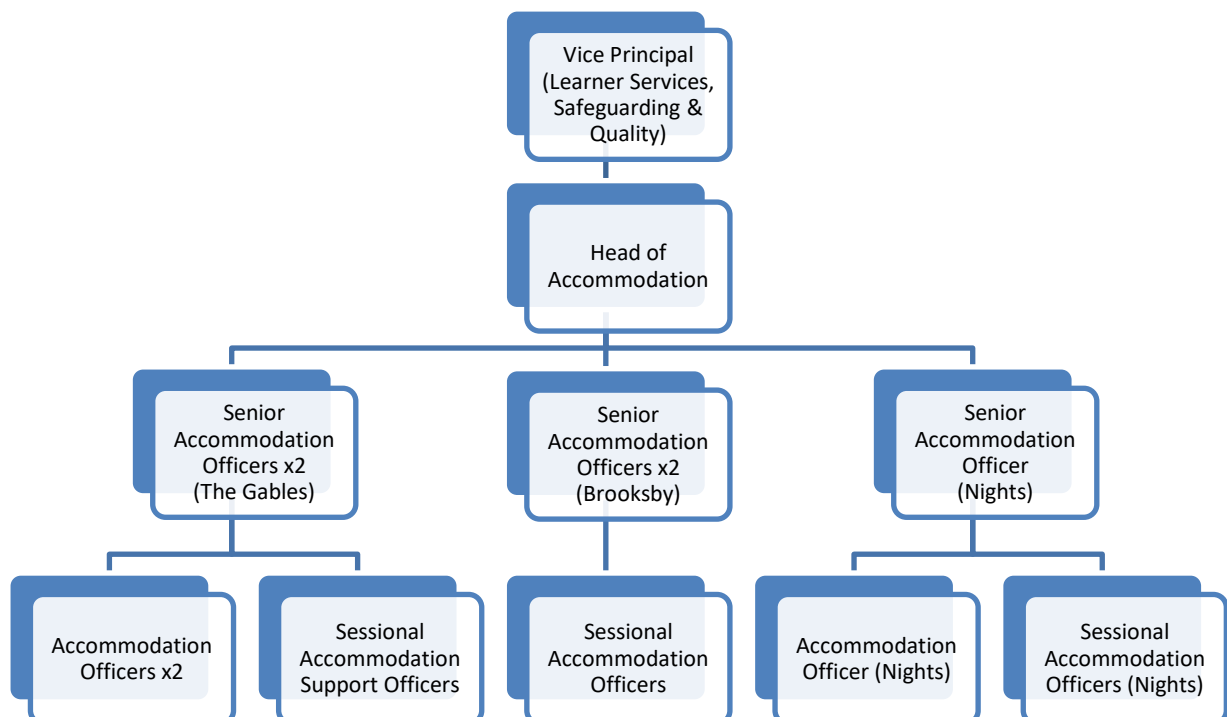 Vice Principal
(Learner Services,
Safeguarding &
Quality)
Head of
Accommodation
Senior
Accommodation
Officers x2
(The Gables)
Senior
Accommodation
Officers x2
(Brooksby)
Senior
Accommodation
Officer
(Nights)
Accommodation
Officers x2
Sessional
Accommodation
Support Officers
Sessional
Accommodation
Officers
Accommodation
Officer (Nights)
Sessional
Accommodation
Officers (Nights)